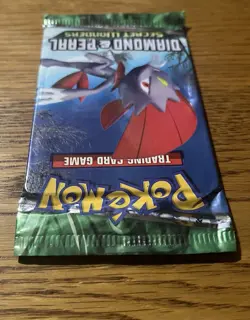 POKéMON
TRADING CARD GAME
DIAMOND & PEARL
SECRET WONDERS